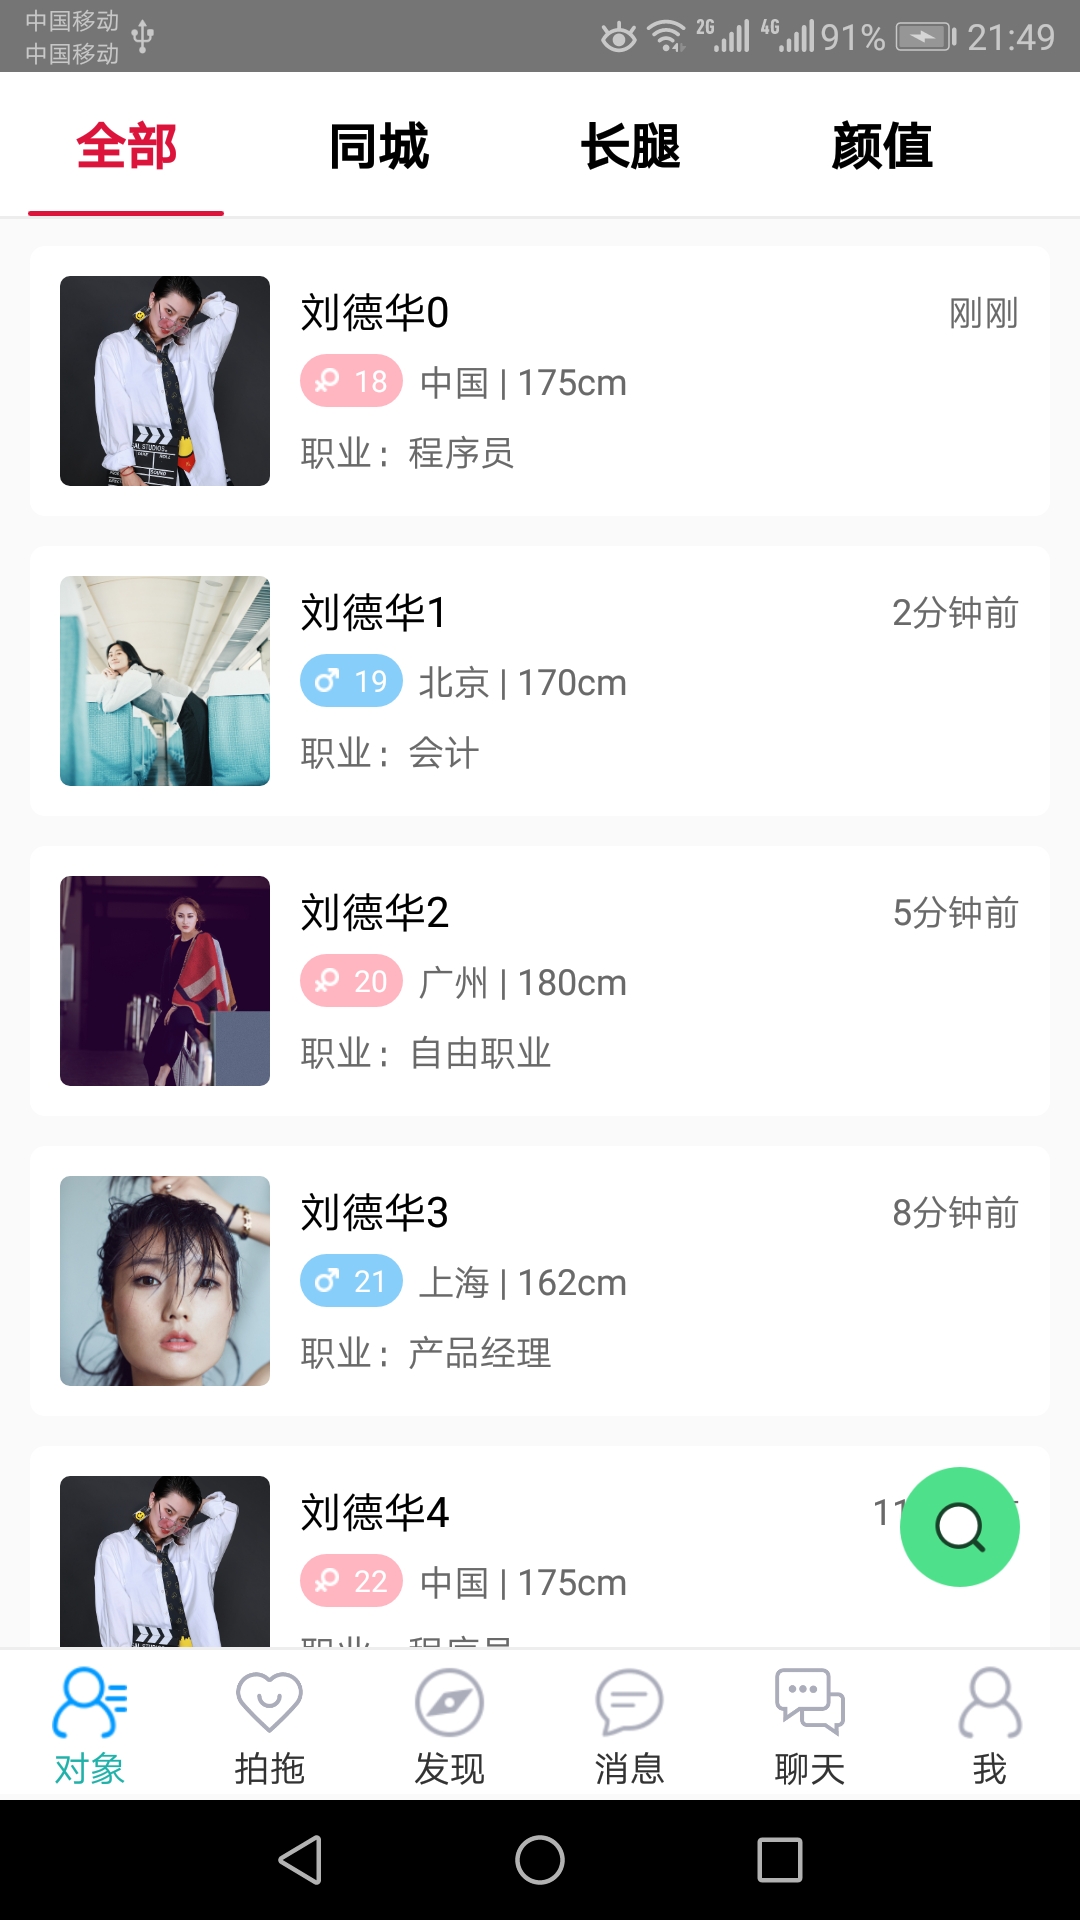 中国移动
中国移动
2G 4G 91% 21:49
全部 同城 长腿 颜值
刘德华0 刚刚
18 中国 | 175cm
职业：程序员
刘德华1 2分钟前
19 北京 | 170cm
职业：会计
刘德华2 5分钟前
20 广州 | 180cm
职业：自由职业
刘德华3 8分钟前
21 上海 | 162cm
职业：产品经理
刘德华4 11
22 中国 | 175cm
职业：程序员
对象 拍拖 发现 消息 聊天 我